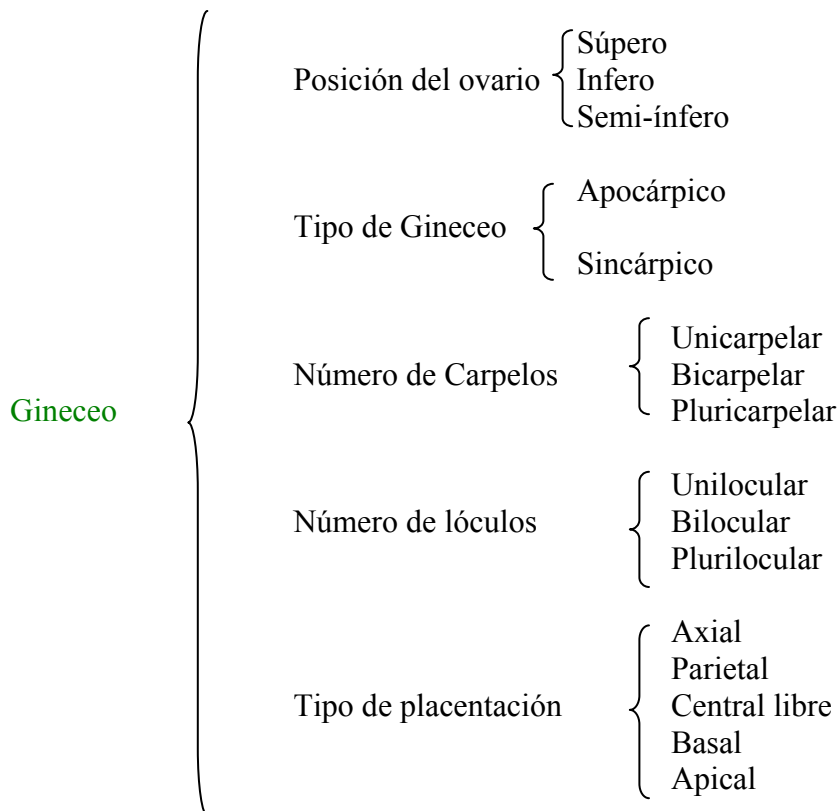 Gineceo
Posición del ovario
Súpero
Infero
Semi-ínfero
Tipo de Gineceo
Apocárpico
Sincárpico
Número de Carpelos
Unicarpelar
Bicarpelar
Pluricarpelar
Número de lóculos
Unilocular
Bilocular
Plurilocular
Tipo de placentación
Axial
Parietal
Central libre
Basal
Apical